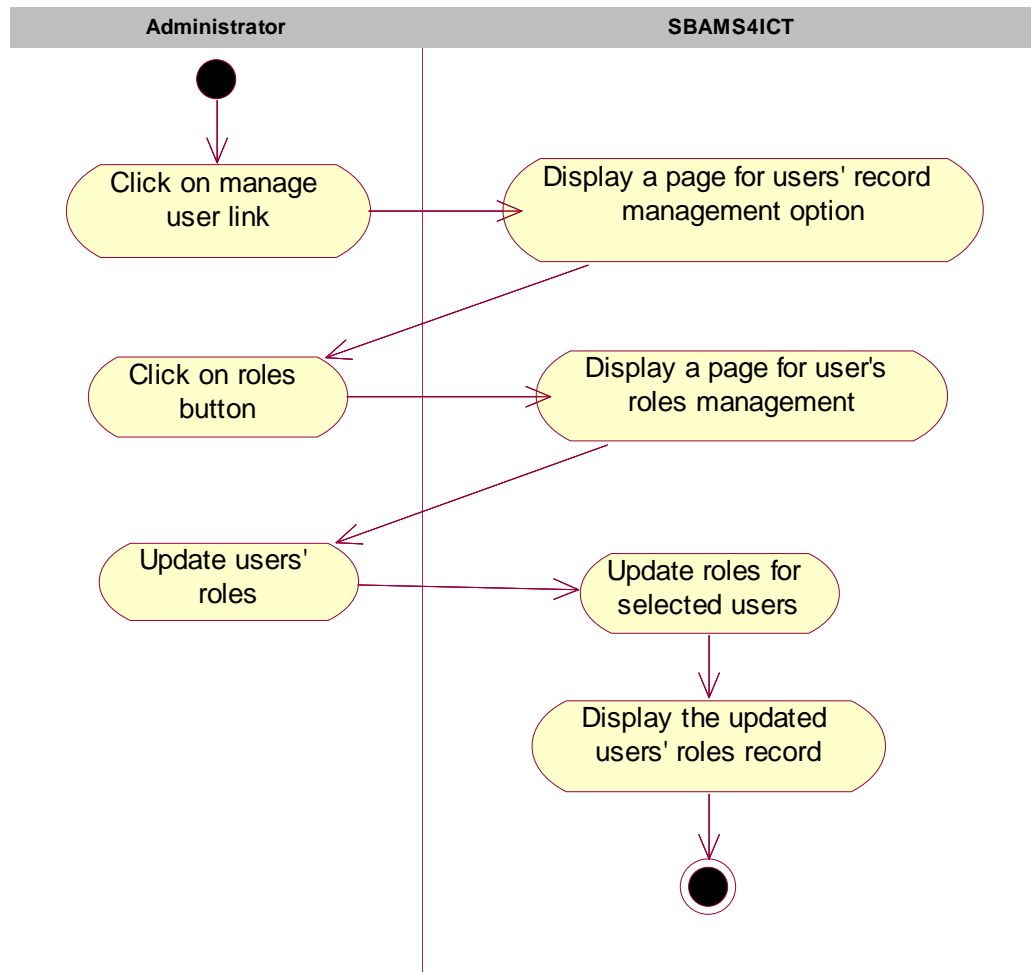 Administrator
SBAMS4ICT
Click on manage
user link
Display a page for users' record
management option
Click on roles
button
Display a page for user's
roles management
Update users'
roles
Update roles for
selected users
Display the updated
users' roles record